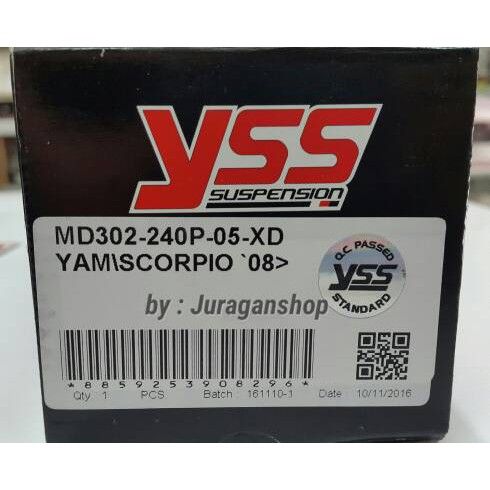 YSS
SUSPENSION
MD302-240P-05-XD
YAM\SCORPIO `08>
Q.C. PASSED
YSS
STANDARD
by : Juraganshop
*8859253908296*
Qty : 1 PCS Batch : 161110-1 Date : 10/11/2016